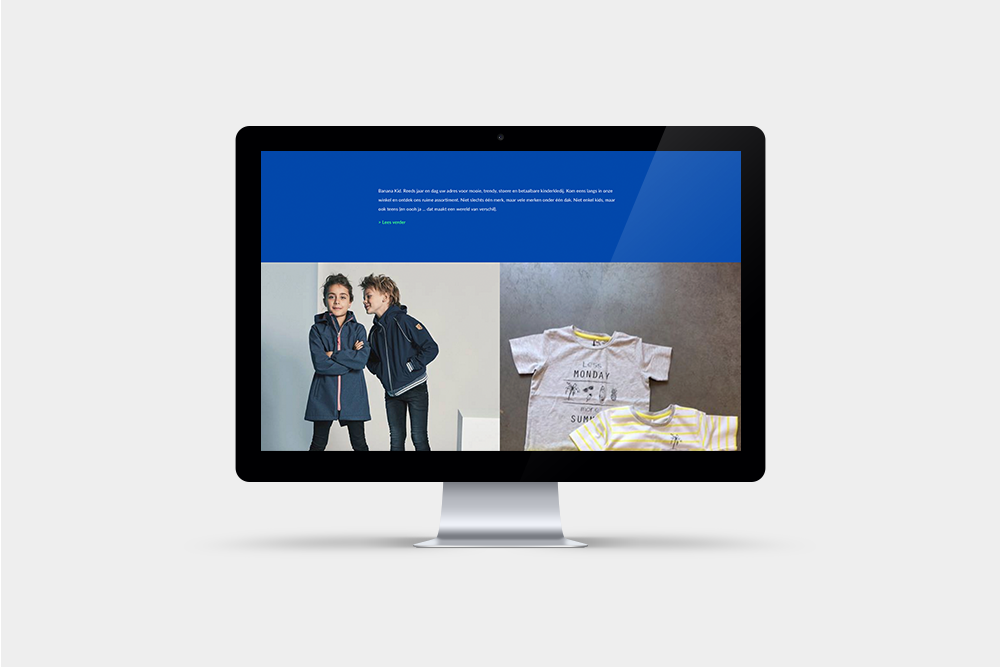 Banana Kid. Reeds jaar en dag uw adres voor mooie, trendy, stoere en betaalbare kinderkledij. Kom eens langs in onze
winkel en ontdek ons ruime assortiment. Niet slechts één merk, maar vele merken onder één dak. Niet enkel kids, maar
ook teens (en oooh ja ... dat maakt een wereld van verschil).
> Lees verder
Less
MONDAY
more
SUM